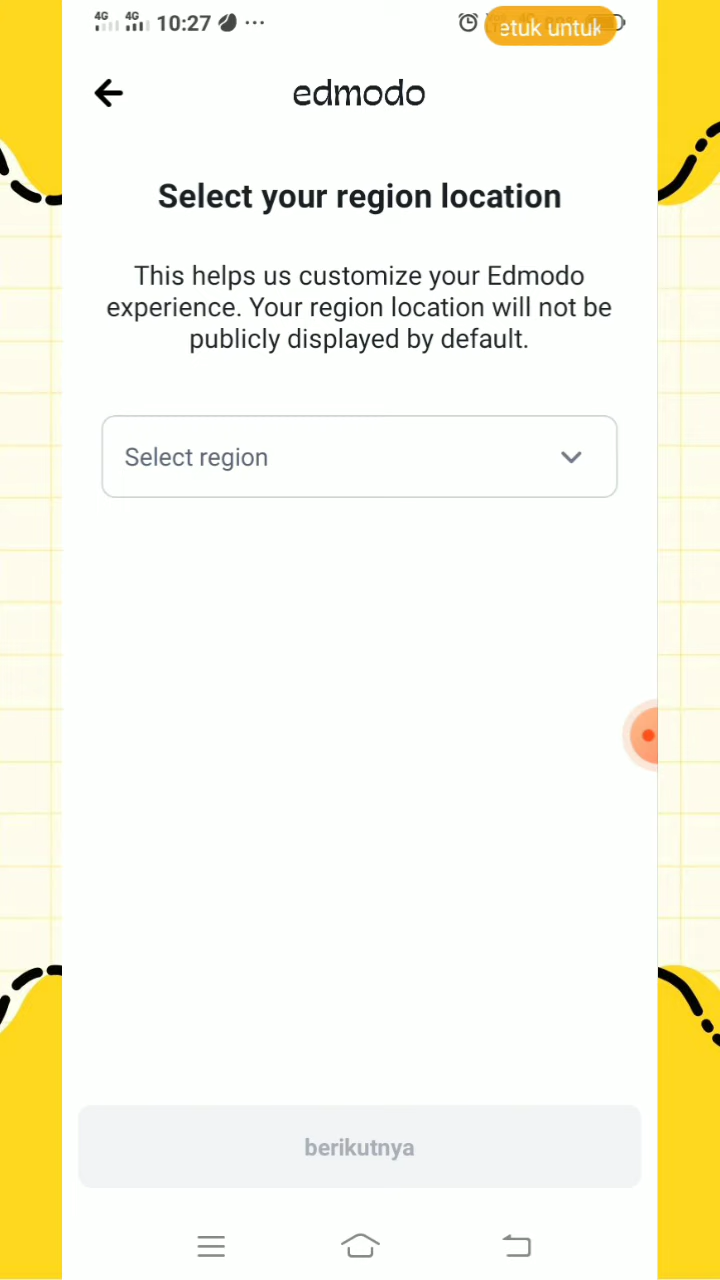 4G 4G 10:27 ...
etuk untuk
edmodo
Select your region location
This helps us customize your Edmodo
experience. Your region location will not be
publicly displayed by default.
Select region
berikutnya